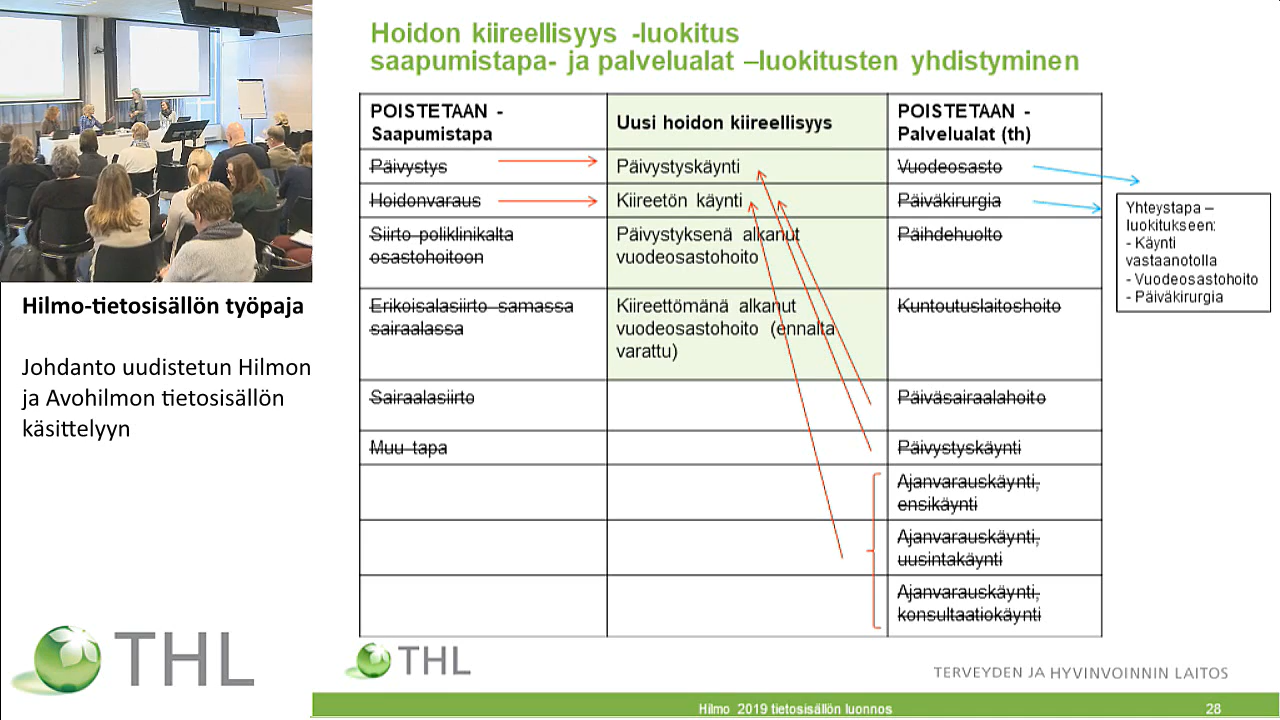 Hilmo-tietosisällön työpaja
Johdanto uudistetun Hilmon
ja Avohilmon tietosisällön
käsittelyyn
THL
Hoidon kiireellisyys -luokitus
saapumistapa- ja palvelualat –luokitusten yhdistyminen
POISTETAAN -
Saapumistapa
Uusi hoidon kiireellisyys
POISTETAAN -
Palvelualat (th)
Päivystys
Päivystyskäynti
Vuodeosasto
Hoidonvaraus
Kiireetön käynti
Päiväkirurgia
Siirto poliklinikalta
osastohoitoon
Päivystyksenä alkanut
vuodeosastohoito
Päihdehuolto
Erikoisalasiirto samassa
sairaalassa
Kiireettömänä alkanut
vuodeosastohoito (ennalta
varattu)
Kuntoutuslaitoshoito
Sairaalasiirto
Päiväsairaalahoito
Muu tapa
Päivystyskäynti
Ajanvarauskäynti,
ensikäynti
Ajanvarauskäynti,
uusintakäynti
Ajanvarauskäynti,
konsultaatiokäynti
Yhteystapa –
luokitukseen:
- Käynti
vastaanotolla
- Vuodeosastohoito
- Päiväkirurgia
THL
TERVEYDEN JA HYVINVOINNIN LAITOS
Hilmo 2019 tietosisällön luonnos
28